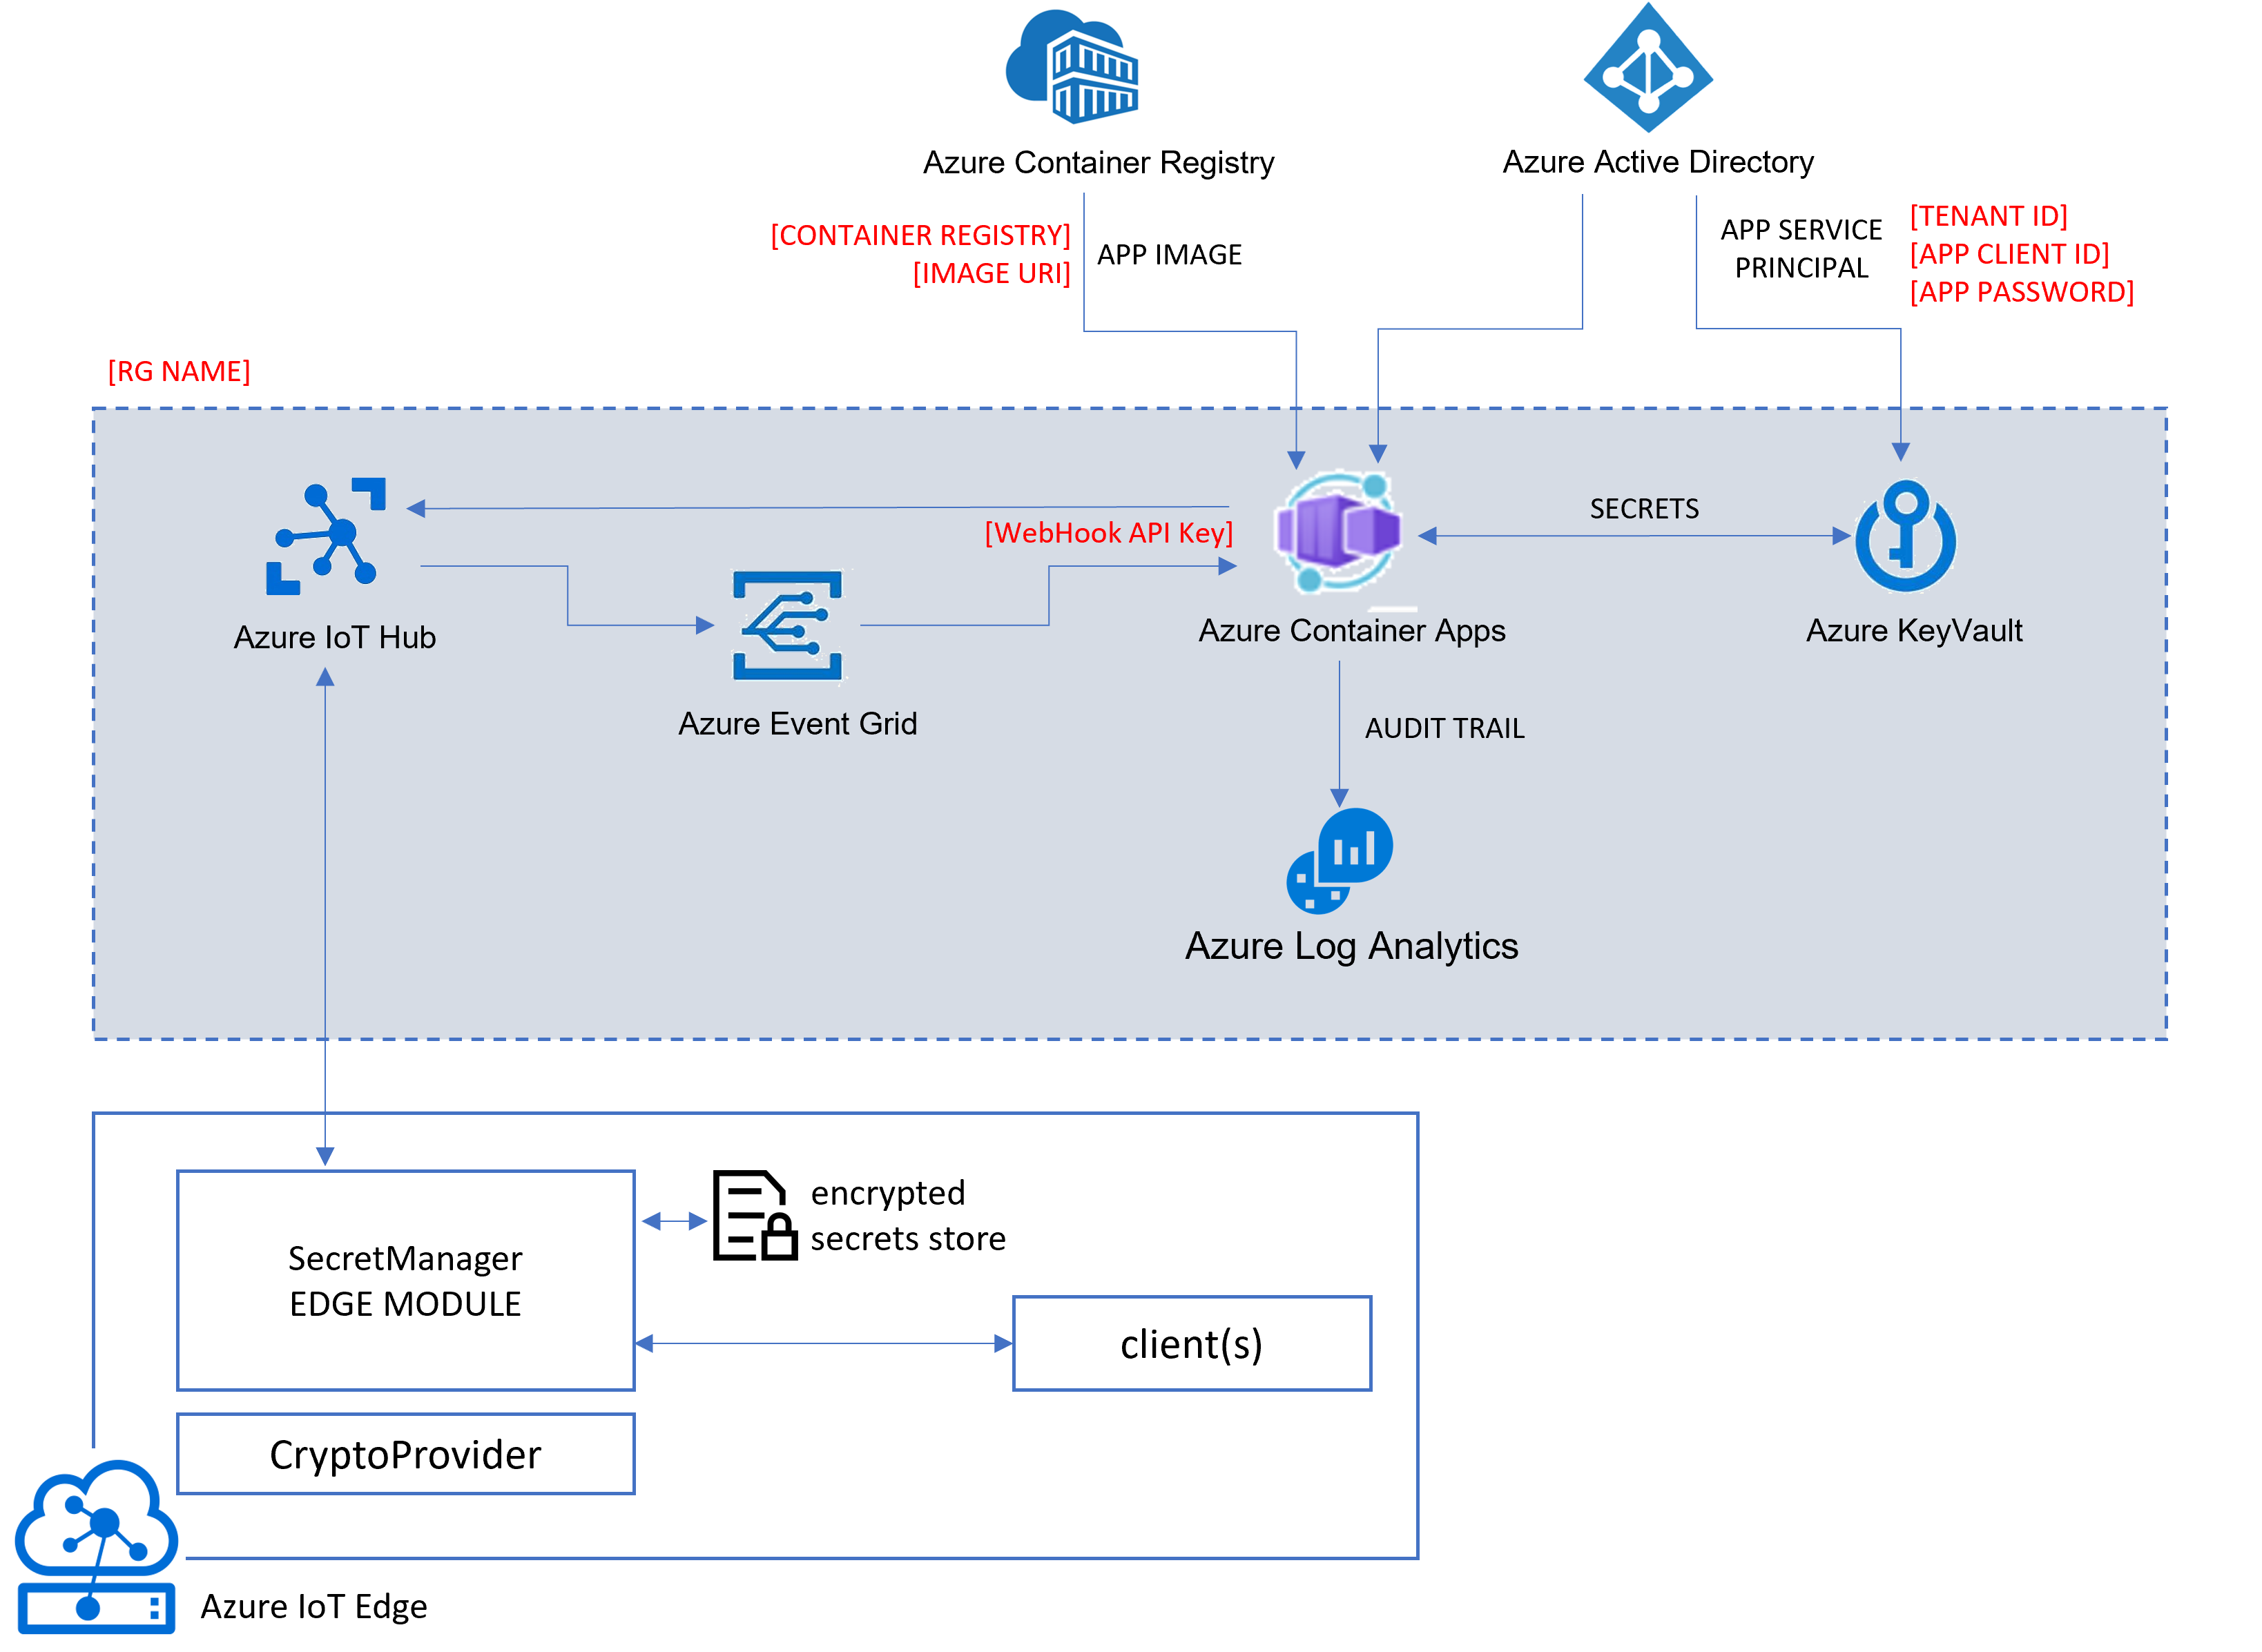 Azure Container Registry
Azure Active Directory
[CONTAINER REGISTRY]
[IMAGE URI]
APP IMAGE
APP SERVICE
PRINCIPAL
[TENANT ID]
[APP CLIENT ID]
[APP PASSWORD]
[RG NAME]
SECRETS
[WebHook API Key]
Azure IoT Hub
Azure Container Apps
Azure KeyVault
Azure Event Grid
AUDIT TRAIL
Azure Log Analytics
encrypted
secrets store
SecretManager
EDGE MODULE
client(s)
CryptoProvider
Azure IoT Edge